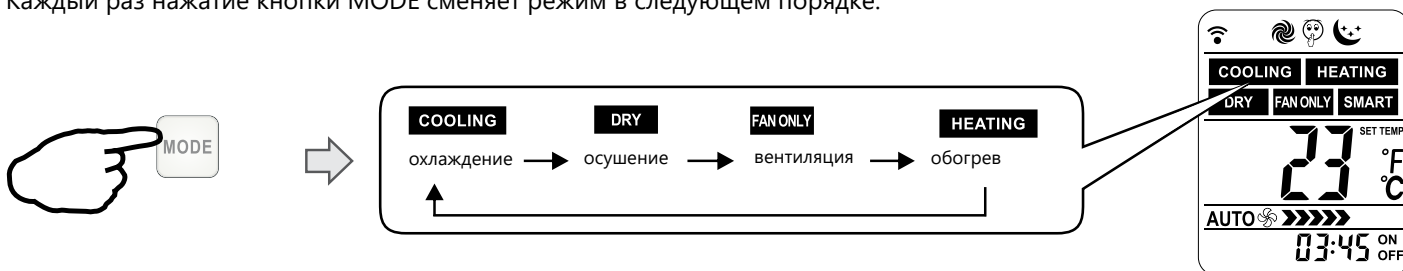 Каждый раз нажатие кнопки MODE сменяет режим в следующем порядке.
MODE
COOLING DRY FAN ONLY HEATING
охлаждение осушение вентиляция обогрев
COOLING HEATING
DRY FAN ONLY SMART
SET TEMP
23 °F
°C
AUTO
03:45 ON
OFF